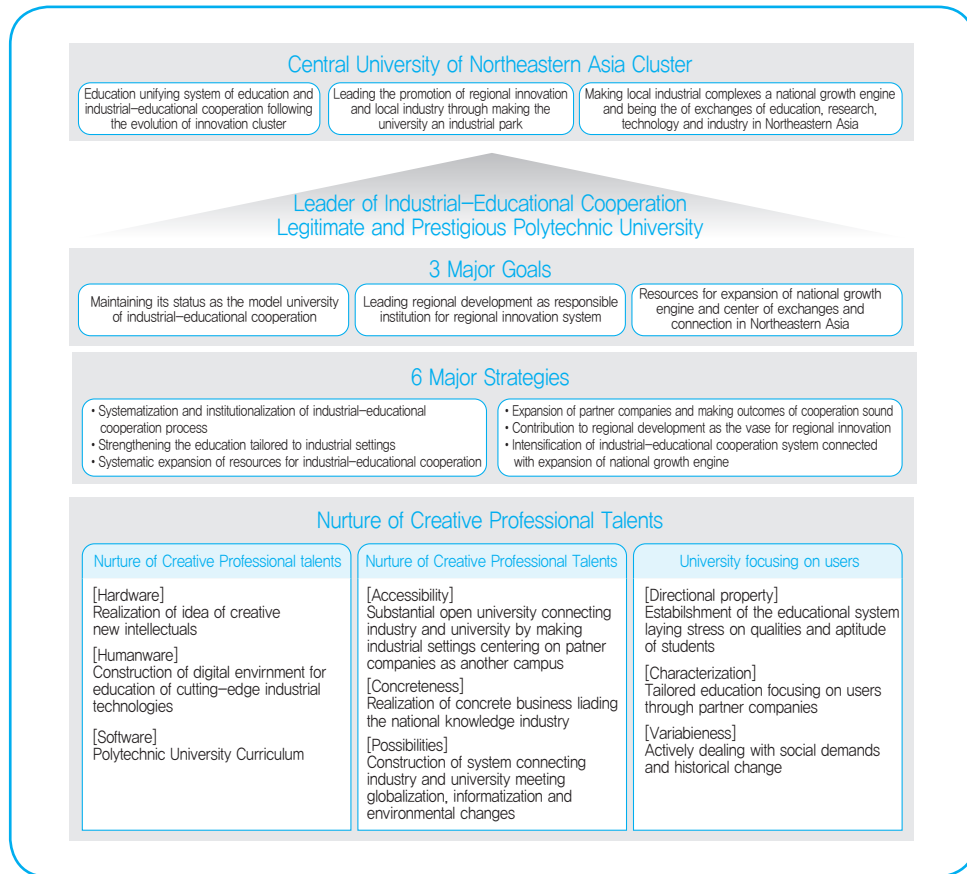 Central University of Northeastern Asia Cluster
Education unifying system of education and
industrial-educational cooperation following
the evolution of innovation cluster
Leading the promotion of regional innovation
and local industry through making the
university an industrial park
Making local industrial complexes a national growth engine
and being the of exchanges of education, research,
technology and industry in Northeastern Asia
Leader of Industrial-Educational Cooperation
Legitimate and Prestigious Polytechnic University
3 Major Goals
Maintaining its status as the model university
of industrial-educational cooperation
Leading regional development as responsible
institution for regional innovation system
Resources for expansion of national growth
engine and center of exchanges and
connection in Northeastern Asia
6 Major Strategies
• Systematization and institutionalization of industrial-educational
cooperation process
• Strengthening the education tailored to industrial settings
• Systematic expansion of resources for industrial-educational cooperation
• Expansion of partner companies and making outcomes of cooperation sound
• Contribution to regional development as the vase for regional innovation
• Intensification of industrial-educational cooperation system connected
with expansion of national growth engine
Nurture of Creative Professional Talents
Nurture of Creative Professional talents
[Hardware]
Realization of idea of creative
new intellectuals
[Humanware]
Construction of digital envirnment for
education of cutting-edge industrial
technologies
[Software]
Polytechnic University Curriculum
Nurture of Creative Professional Talents
[Accessibility]
Substantial open university connecting
industry and university by making
industrial settings centering on patner
companies as another campus
[Concreteness]
Realization of concrete business liading
the national knowledge industry
[Possibilities]
Construction of system connecting
industry and university meeting
globalization, informatization and
environmental changes
University focusing on users
[Directional property]
Estabilshment of the educational system
laying stress on qualities and aptitude
of students
[Characterization]
Tailored education focusing on users
through partner companies
[Variabieness]
Actively dealing with social demands
and historical change